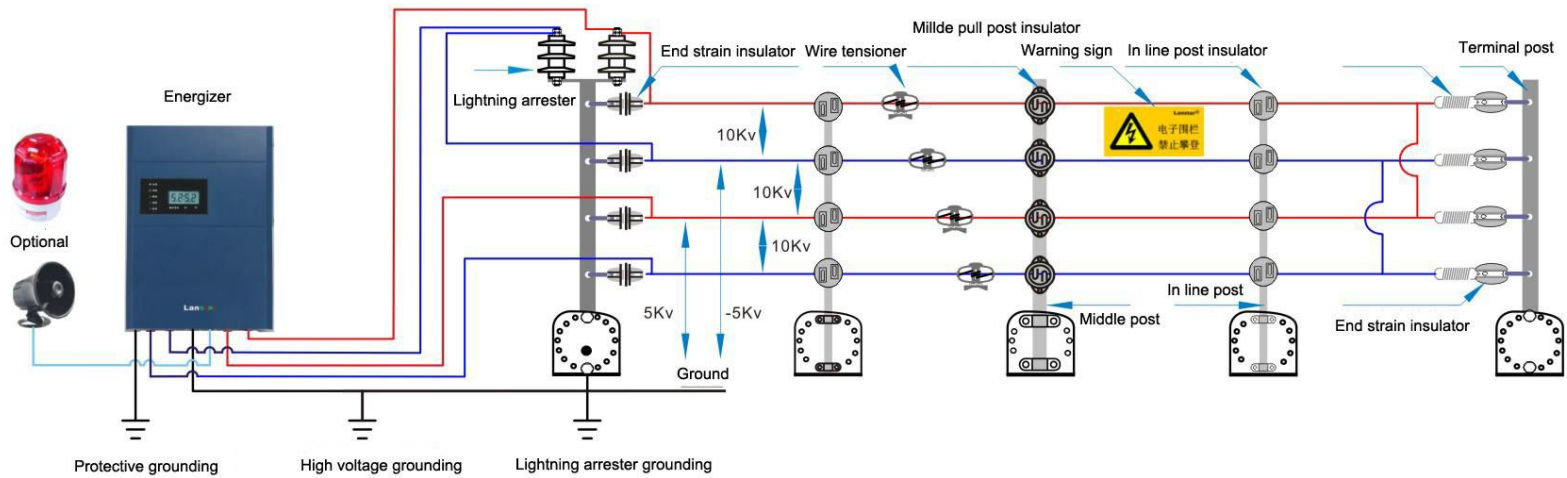 Millde pull post insulator
End strain insulator
Wire tensioner
Warning sign
In line post insulator
Terminal post
Energizer
Lightning arrester
Lanmar®
电子围栏
禁止攀登
10Kv
10Kv
10Kv
Optional
5252
5Kv
-5Kv
In line post
Middle post
End strain insulator
Ground
Protective grounding
High voltage grounding
Lightning arrester grounding